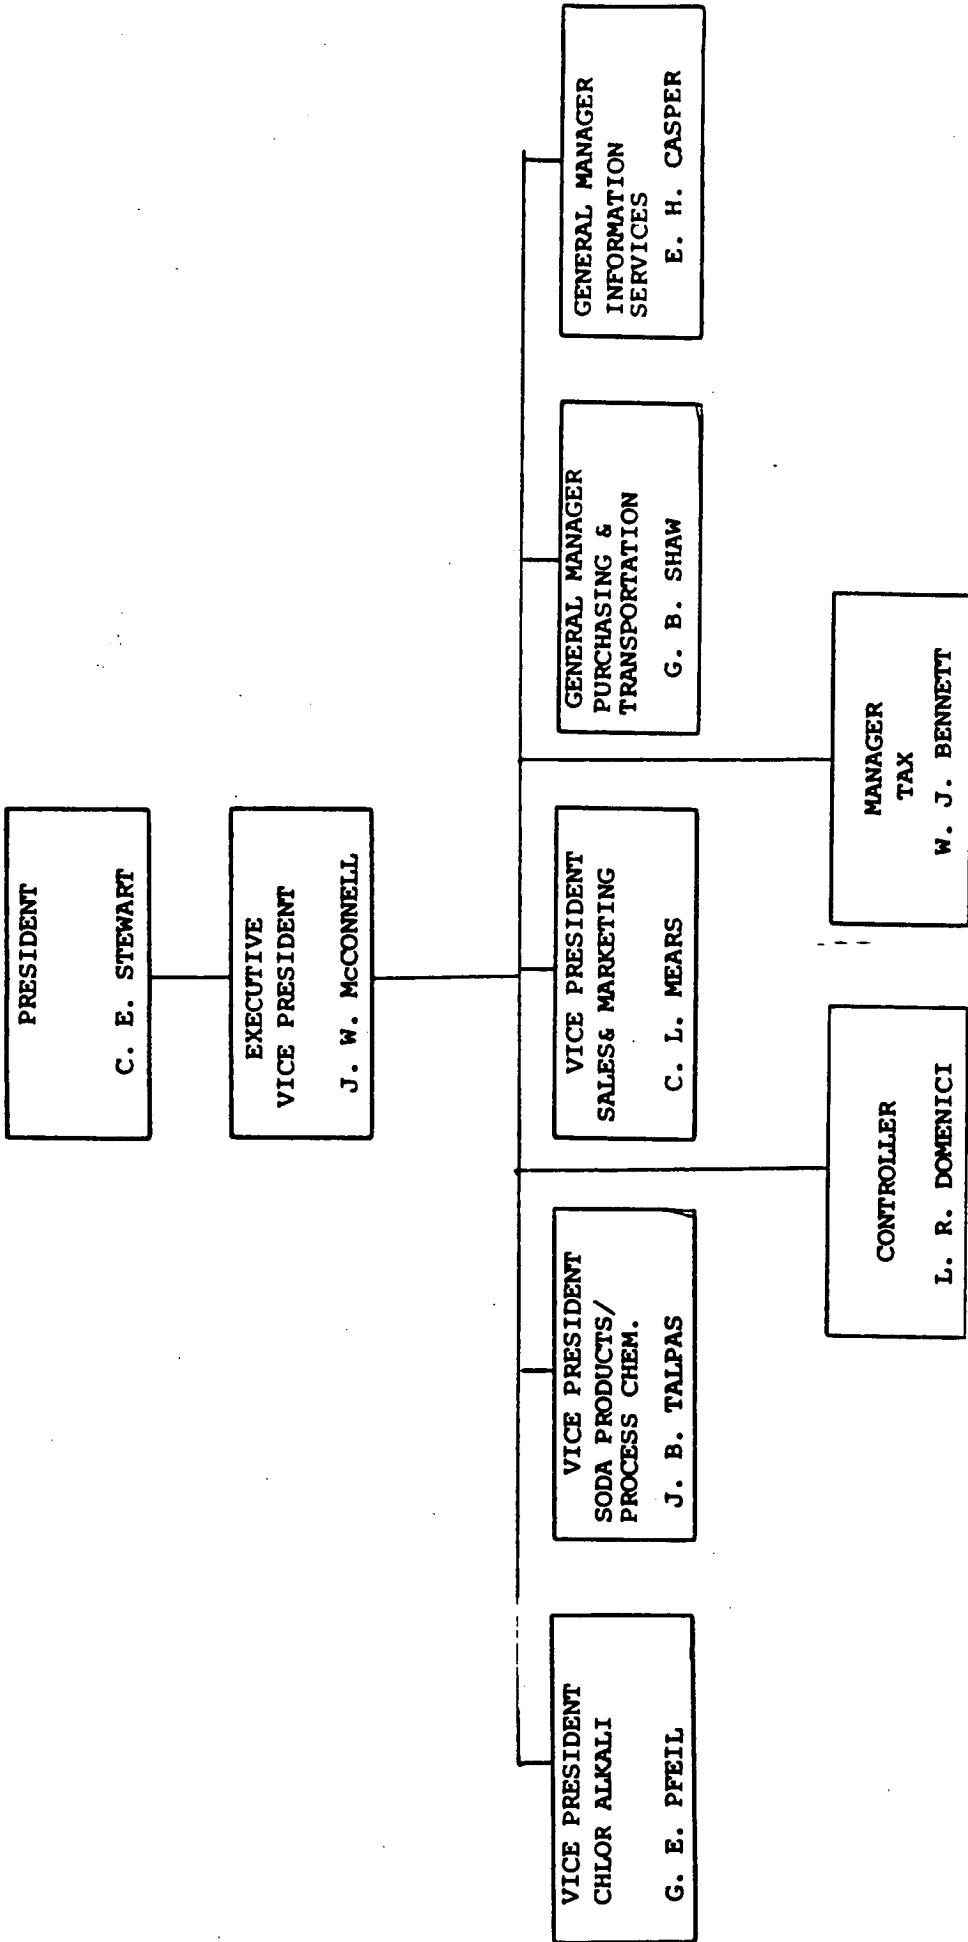 PRESIDENT
C. E. STEWART
EXECUTIVE
VICE PRESIDENT
J. W. McCONNELL
VICE PRESIDENT
CHLOR ALKALI
G. E. PFEIL
VICE PRESIDENT
SODA PRODUCTS/
PROCESS CHEM.
J. B. TALPAS
VICE PRESIDENT
SALES& MARKETING
C. L. MEARS
GENERAL MANAGER
PURCHASING &
TRANSPORTATION
G. B. SHAW
GENERAL MANAGER
INFORMATION
SERVICES
E. H. CASPER
CONTROLLER
L. R. DOMENICI
MANAGER
TAX
W. J. BENNETT